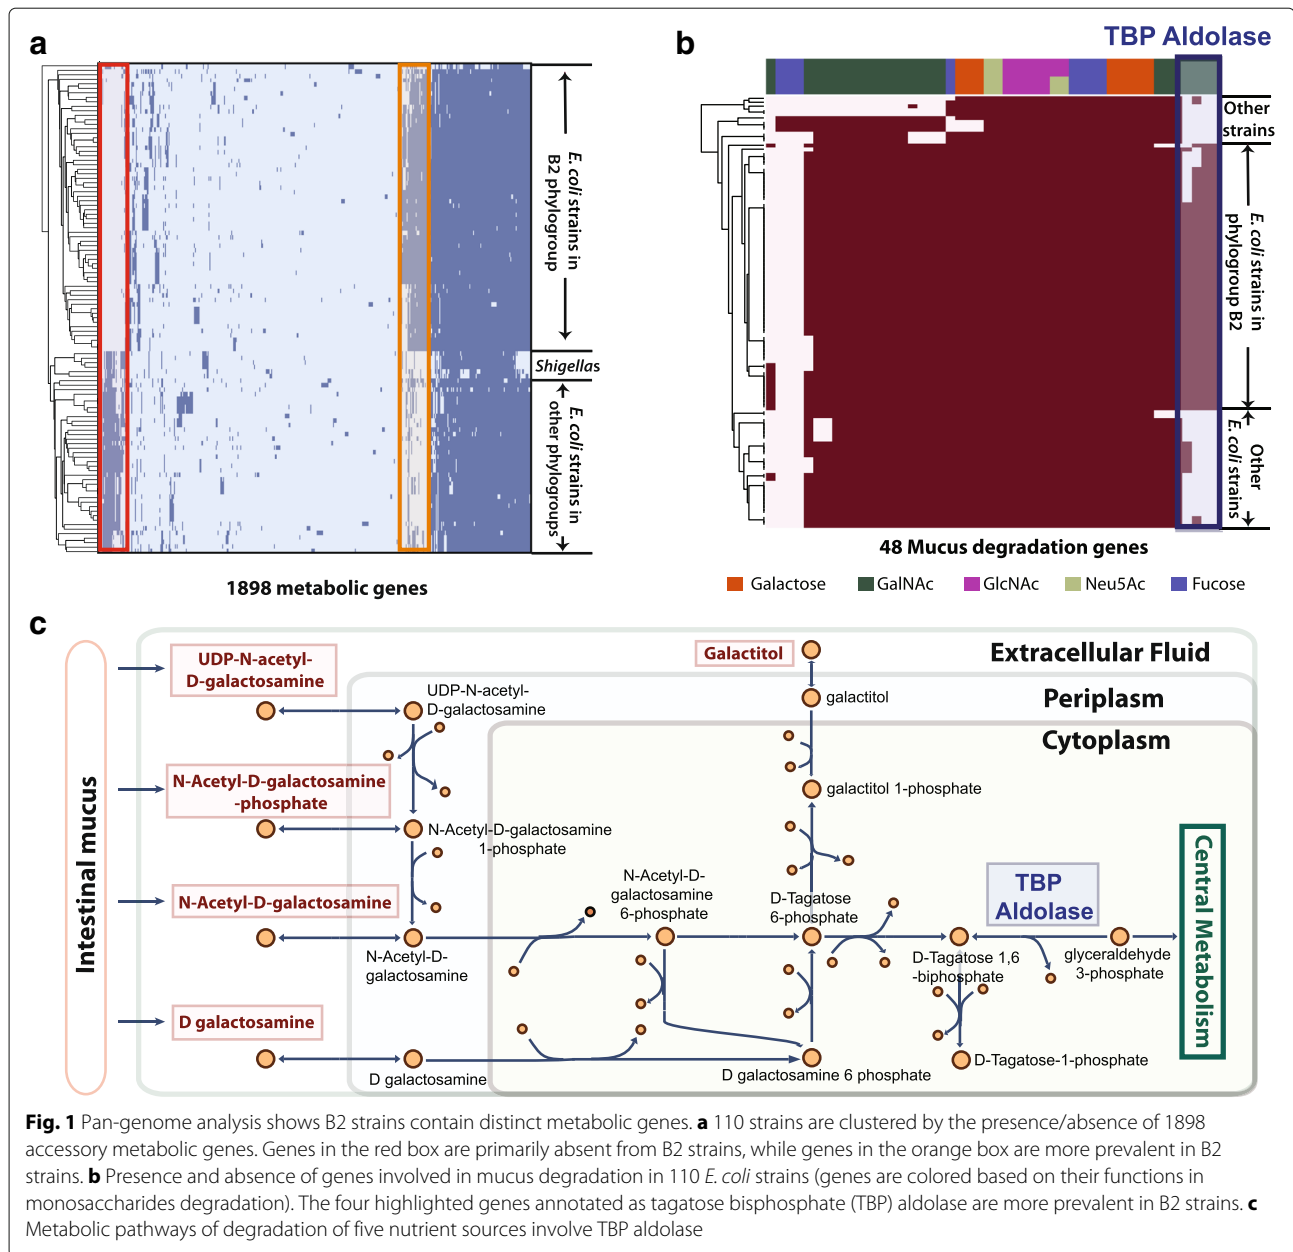 a
E. coli strains in
B2 phylogroup
Shigellas
E. coli strains in
other phylogroups
1898 metabolic genes
b
TBP Aldolase
Other
strains
E. coli strains in
phylogroup B2
Other
E. coli strains
48 Mucus degradation genes
Galactose
GalNAc
GlcNAc
Neu5Ac
Fucose
c
Intestinal mucus
UDP-N-acetyl-
D-galactosamine
N-Acetyl-D-galactosamine
-phosphate
N-Acetyl-D-galactosamine
D galactosamine
Extracellular Fluid
Periplasm
Cytoplasm
Galactitol
galactitol
galactitol 1-phosphate
UDP-N-acetyl-
D-galactosamine
N-Acetyl-D-galactosamine
1-phosphate
N-Acetyl-D-
galactosamine
D galactosamine
N-Acetyl-D-
galactosamine
6-phosphate
D-Tagatose
6-phosphate
D galactosamine 6 phosphate
TBP
Aldolase
D-Tagatose 1,6
-biphosphate
glyceraldehyde
3-phosphate
D-Tagatose-1-phosphate
Central Metabolism
Fig. 1 Pan-genome analysis shows B2 strains contain distinct metabolic genes. a 110 strains are clustered by the presence/absence of 1898
accessory metabolic genes. Genes in the red box are primarily absent from B2 strains, while genes in the orange box are more prevalent in B2
strains. b Presence and absence of genes involved in mucus degradation in 110 E. coli strains (genes are colored based on their functions in
monosaccharides degradation). The four highlighted genes annotated as tagatose bisphosphate (TBP) aldolase are more prevalent in B2 strains. c
Metabolic pathways of degradation of five nutrient sources involve TBP aldolase